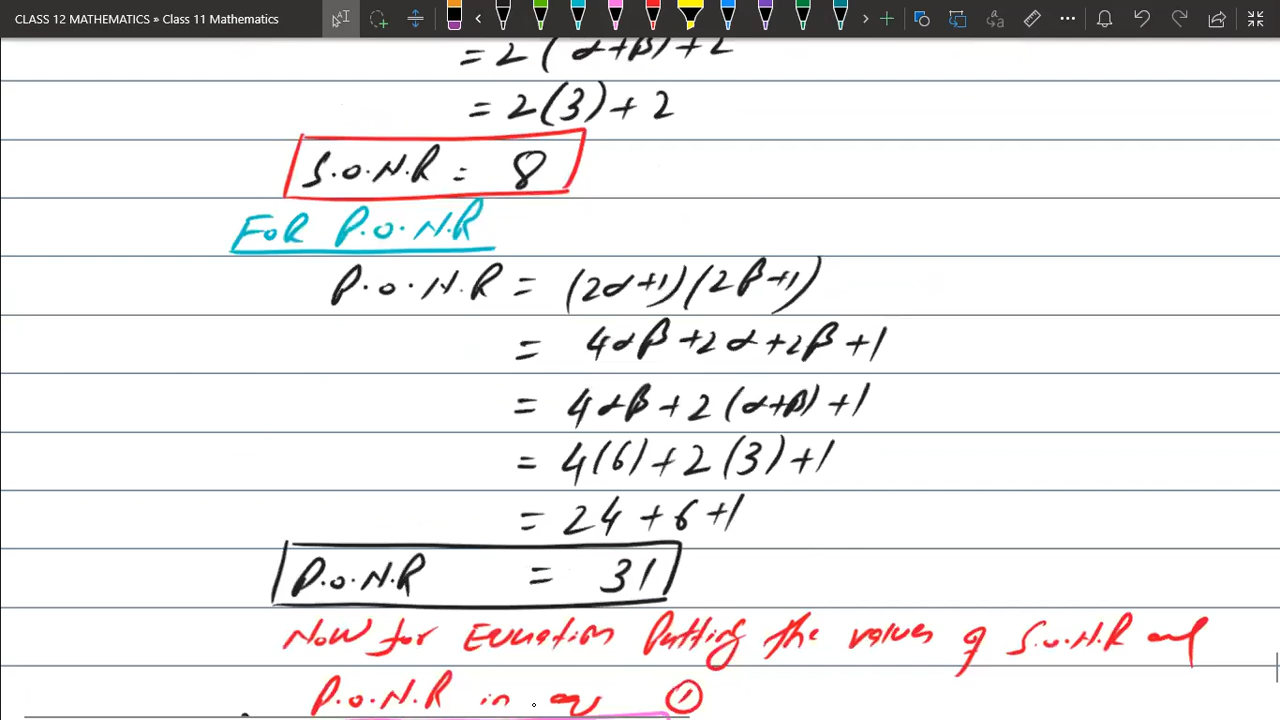 CLASS 12 MATHEMATICS » Class 11 Mathematics
= 2(α+β)+2
= 2(3)+2
S.O.N.R = 8
FOR P.O.N.R
P.O.N.R = (2α+1)(2β+1)
= 4αβ+2α+2β+1
= 4αβ+2(α+β)+1
= 4(6)+2(3)+1
= 24+6+1
P.O.N.R = 31
Now for Equation Putting the values of S.O.N.R and
P.O.N.R in eq ①